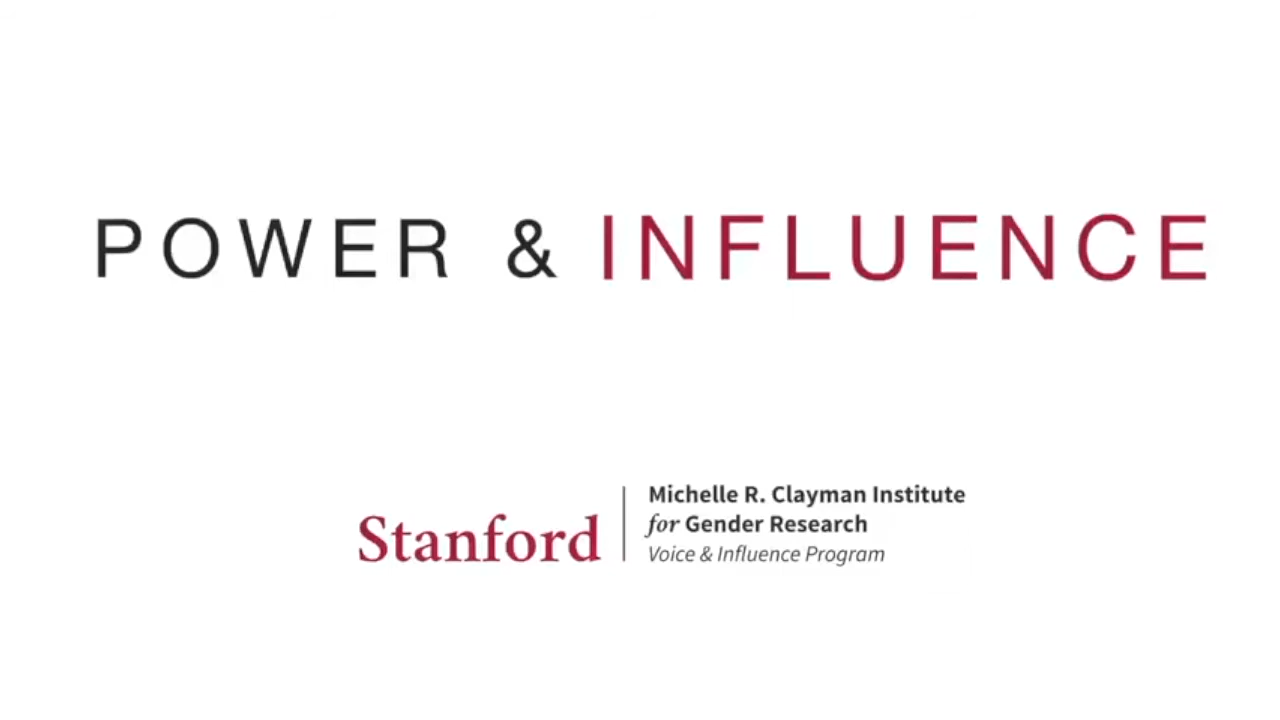 POWER & INFLUENCE
Stanford
Michelle R. Clayman Institute
for Gender Research
Voice & Influence Program